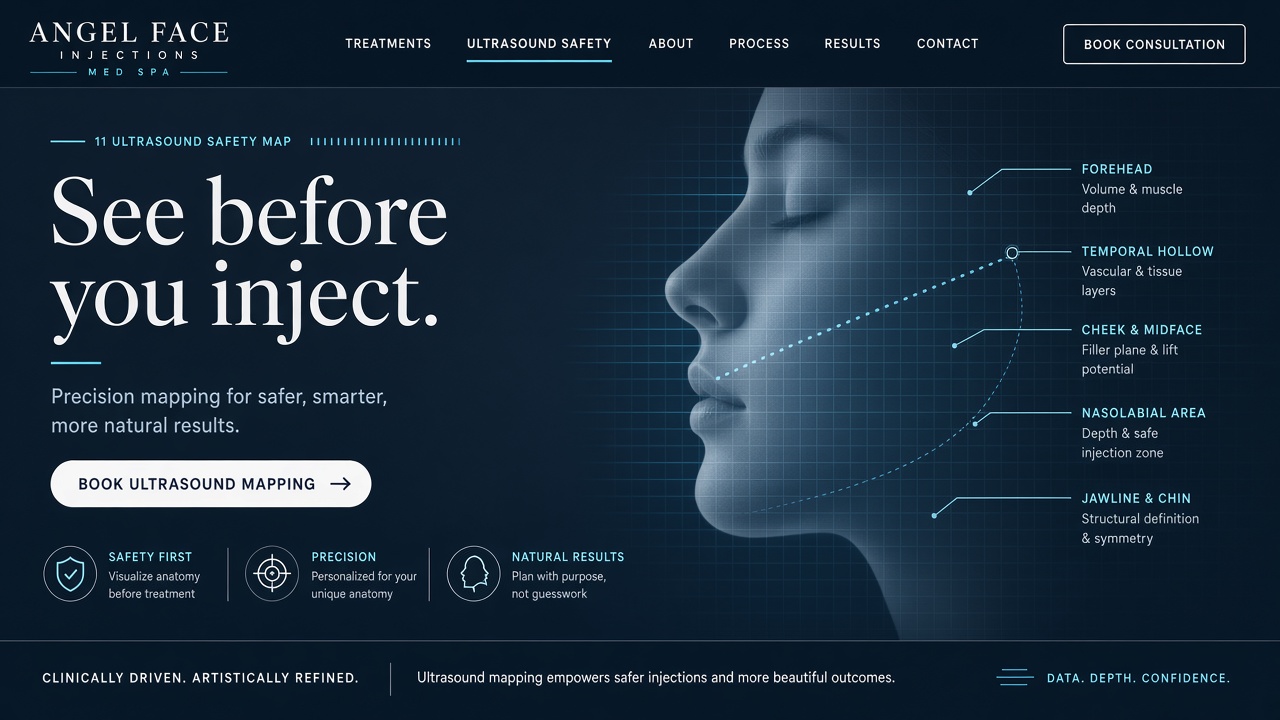 ANGEL FACE
INJECTIONS
MED SPA
TREATMENTS
ULTRASOUND SAFETY
ABOUT
PROCESS
RESULTS
CONTACT
BOOK CONSULTATION
11 ULTRASOUND SAFETY MAP
See before
you inject.
Precision mapping for safer, smarter,
more natural results.
BOOK ULTRASOUND MAPPING
SAFETY FIRST
Visualize anatomy
before treatment
PRECISION
Personalized for your
unique anatomy
NATURAL RESULTS
Plan with purpose,
not guesswork
FOREHEAD
Volume & muscle
depth
TEMPORAL HOLLOW
Vascular & tissue
layers
CHEEK & MIDFACE
Filler plane & lift
potential
NASOLABIAL AREA
Depth & safe
injection zone
JAWLINE & CHIN
Structural definition
& symmetry
CLINICALLY DRIVEN. ARTISTICALLY REFINED.
Ultrasound mapping empowers safer injections and more beautiful outcomes.
DATA. DEPTH. CONFIDENCE.